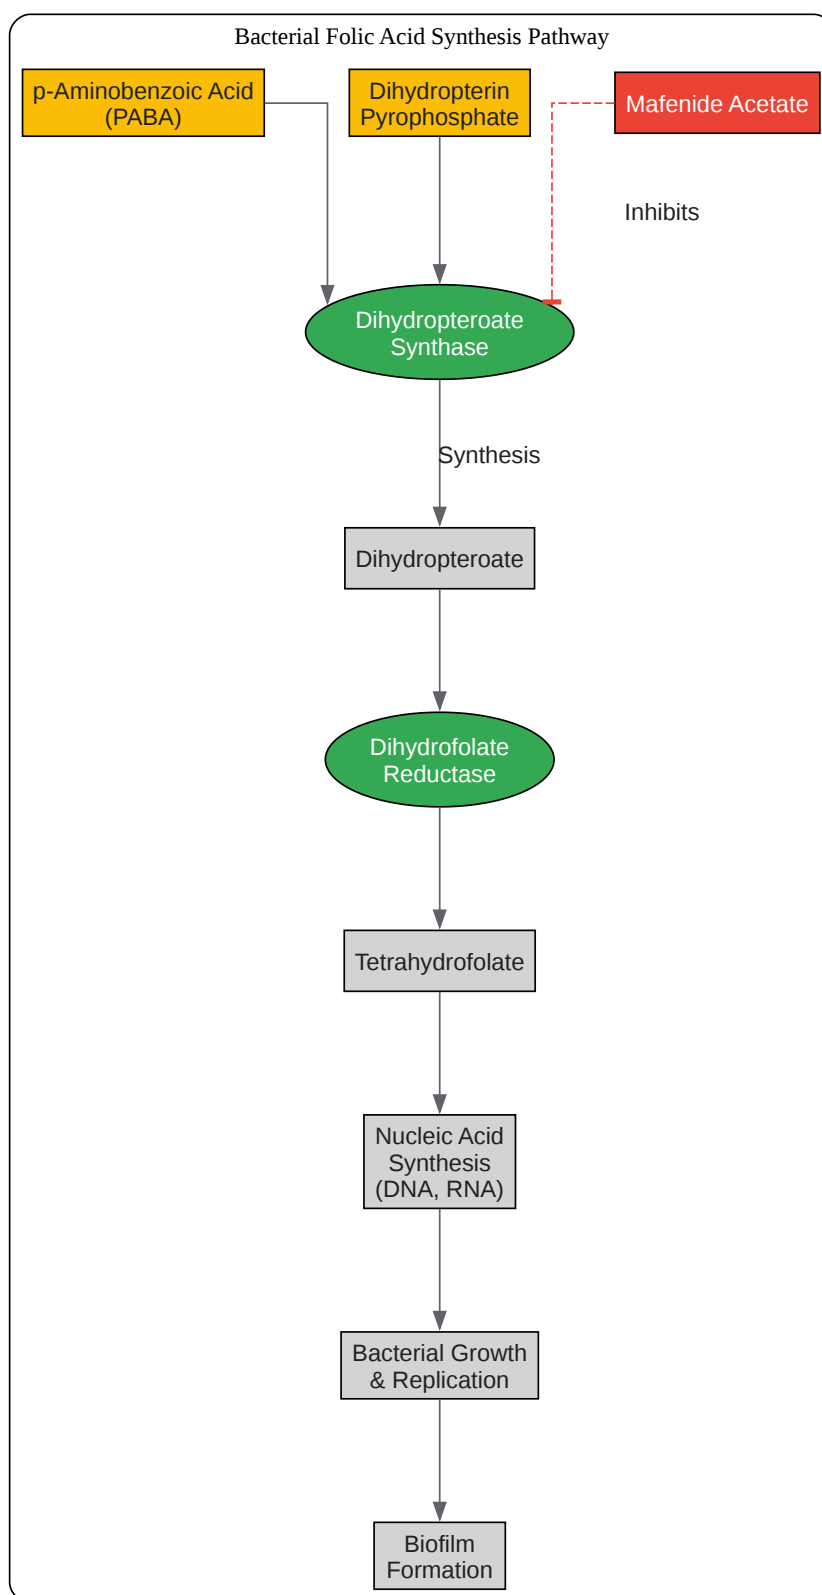 Bacterial Folic Acid Synthesis Pathway
p-Aminobenzoic Acid
(PABA)
Dihydropterin
Pyrophosphate
Mafenide Acetate
Inhibits
Dihydropteroate
Synthase
Synthesis
Dihydropteroate
Dihydrofolate
Reductase
Tetrahydrofolate
Nucleic Acid
Synthesis
(DNA, RNA)
Bacterial Growth
& Replication
Biofilm
Formation